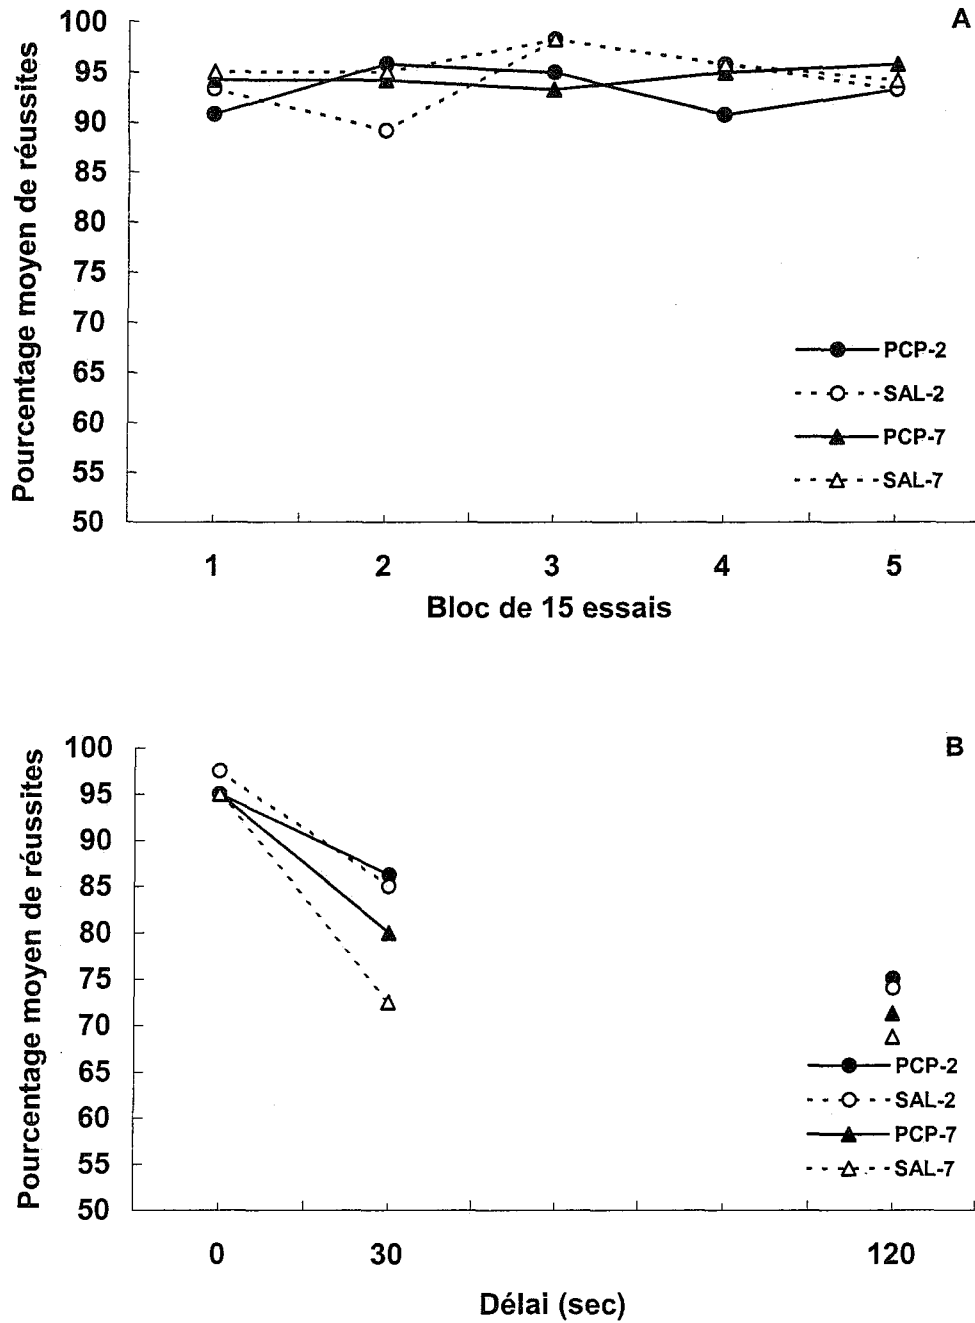 A
Pourcentage moyen de réussites
100
95
90
85
80
75
70
65
60
55
50
PCP-2
SAL-2
PCP-7
SAL-7
1 2 3 4 5
Bloc de 15 essais
B
Pourcentage moyen de réussites
100
95
90
85
80
75
70
65
60
55
50
PCP-2
SAL-2
PCP-7
SAL-7
0 30 120
Délai (sec)